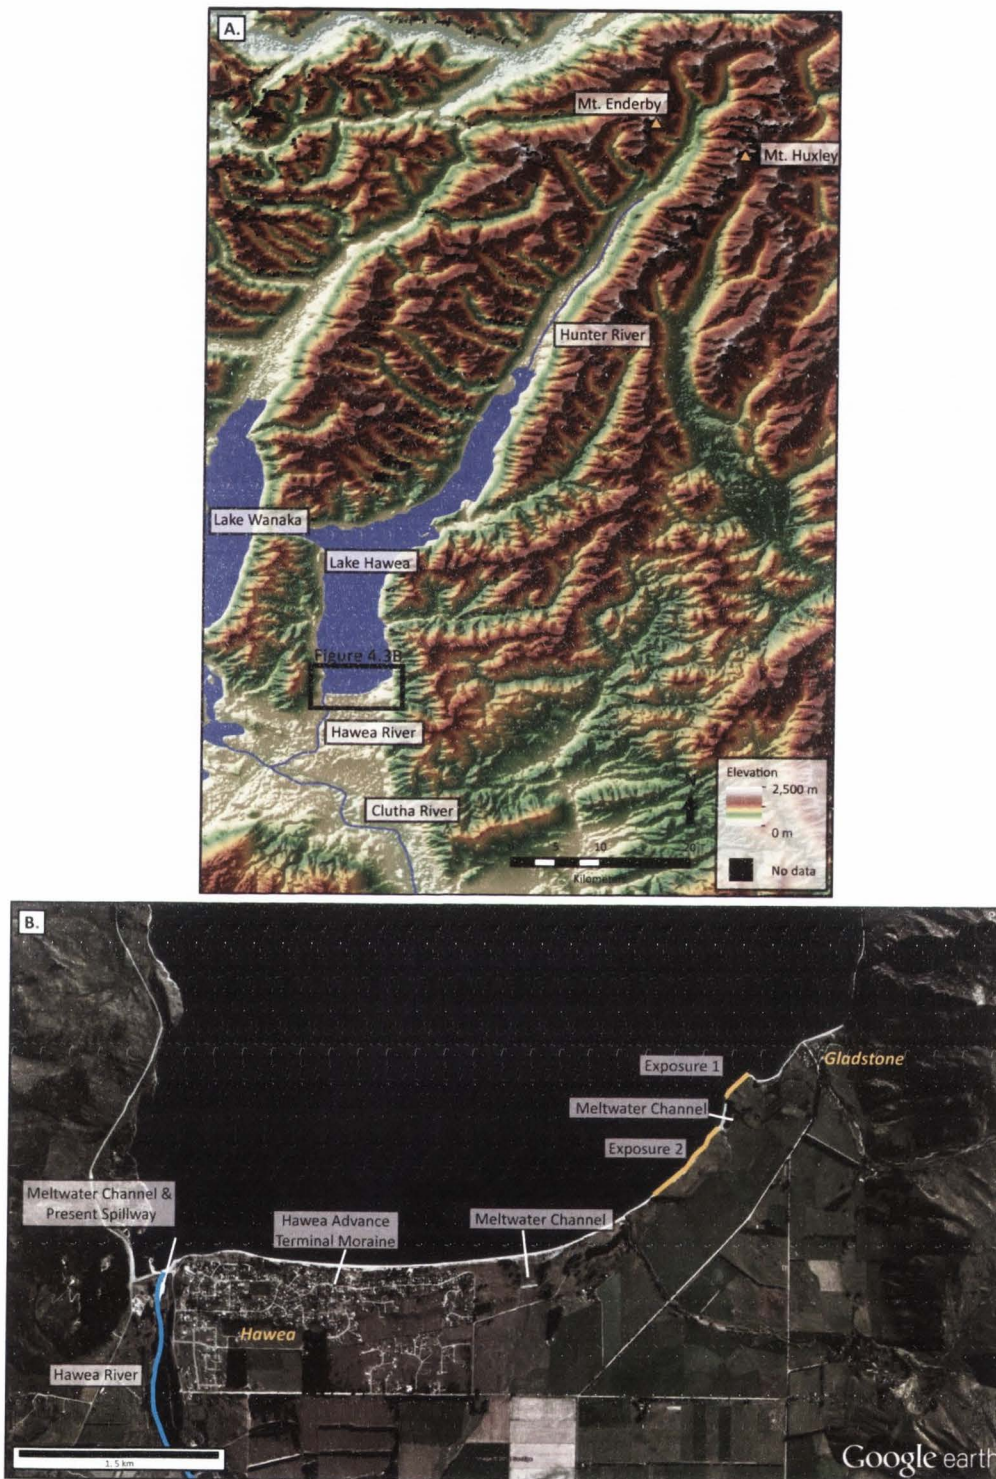 A.
Mt. Enderby
Mt. Huxley
Hunter River
Lake Wanaka
Lake Hawea
Figure 4.3B
Hawea River
Clutha River
N
Elevation
2,500 m
0 m
No data
0 5 10 20
Kilometers
B.
Gladstone
Exposure 1
Meltwater Channel
Exposure 2
Meltwater Channel &
Present Spillway
Hawea Advance
Terminal Moraine
Meltwater Channel
Hawea
Hawea River
1.5 km
Google earth